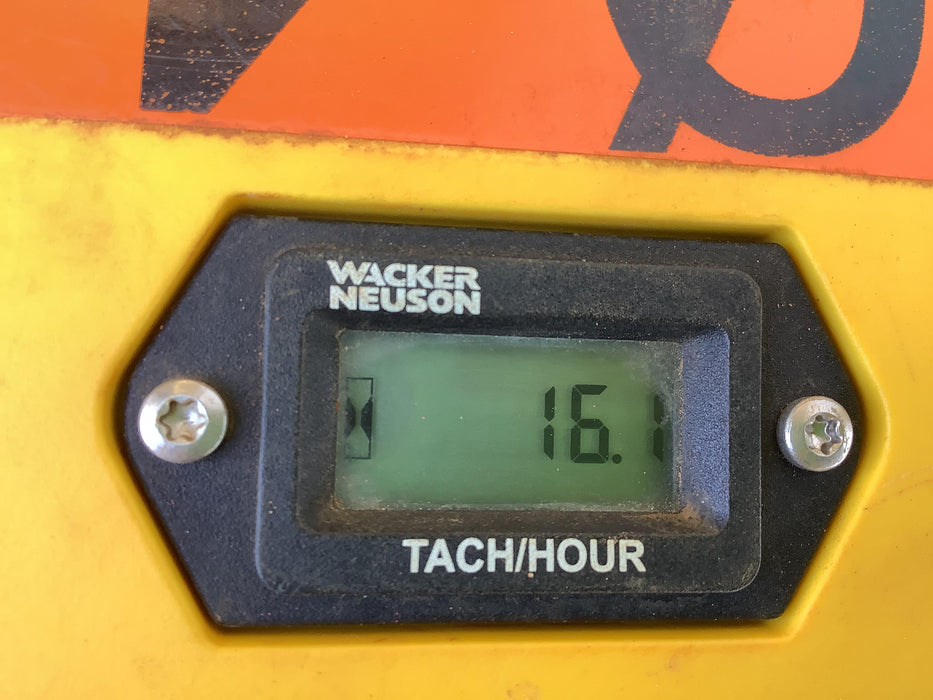 WACKER
NEUSON
16.1
TACH/HOUR